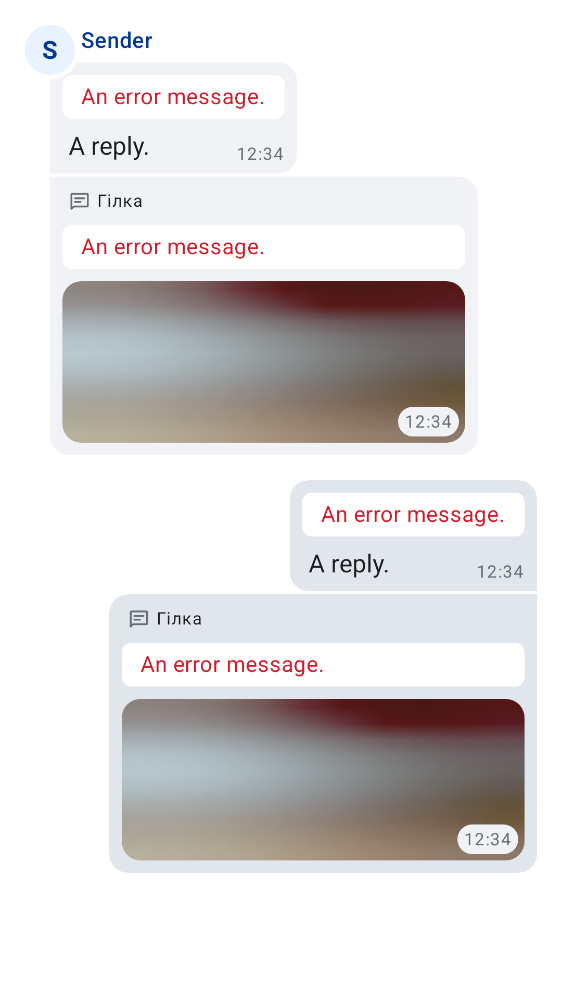 S
Sender
An error message.
A reply.
12:34
Гілка
An error message.
12:34
An error message.
A reply.
12:34
Гілка
An error message.
12:34